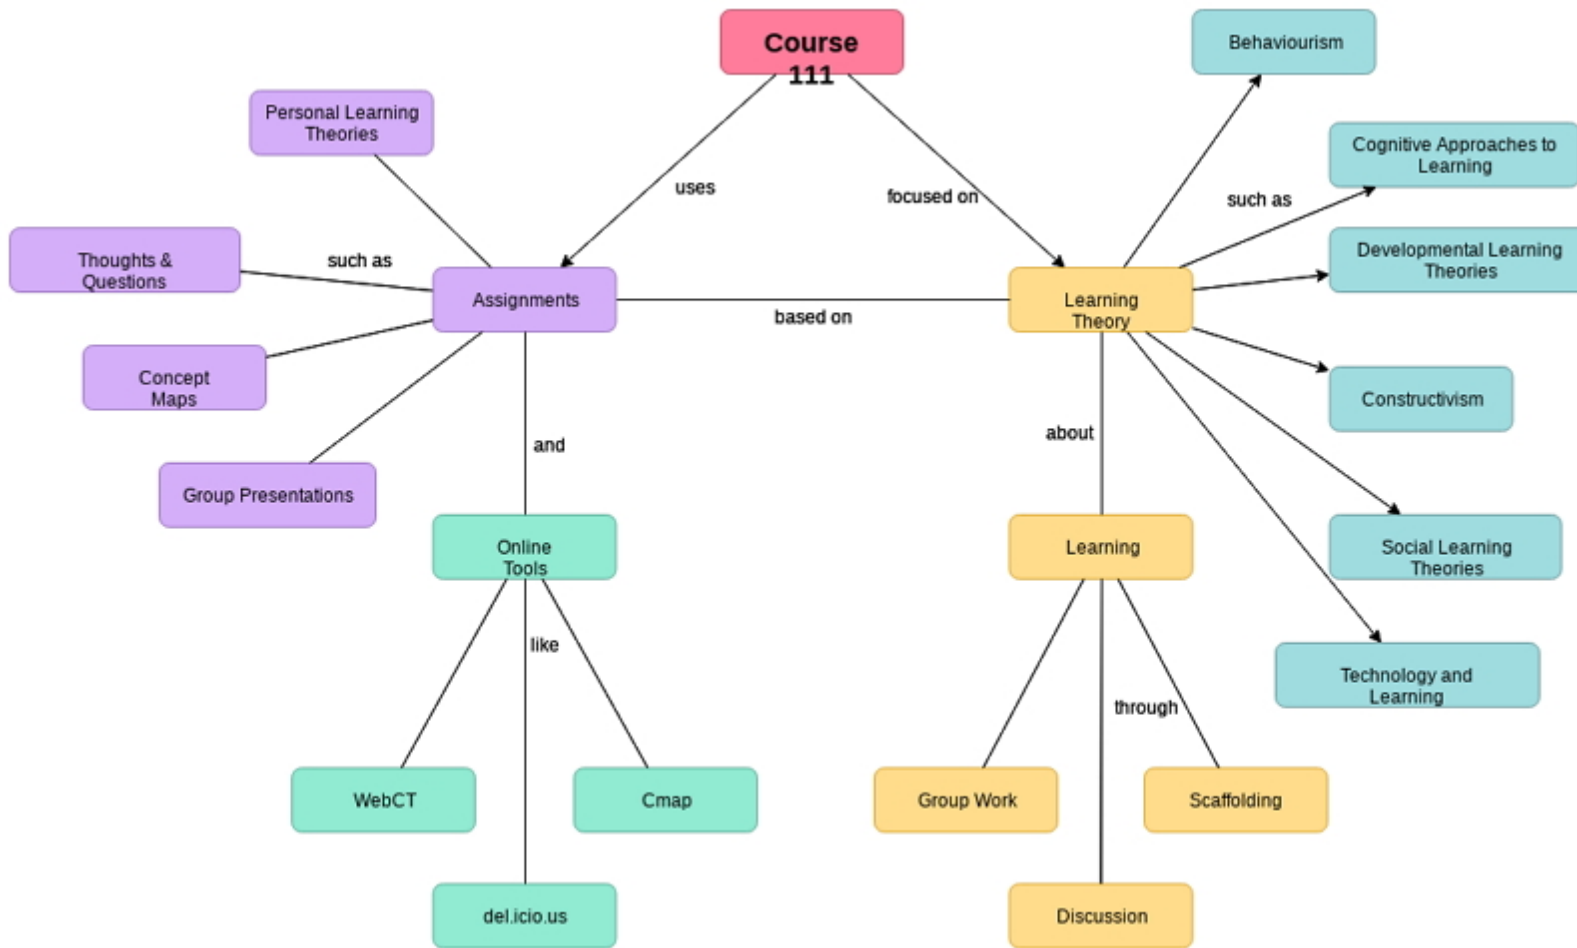 Course
111
Behaviourism
Personal Learning
Theories
Cognitive Approaches to
Learning
uses
focused on
such as
Thoughts &
Questions
such as
Developmental Learning
Theories
Assignments
based on
Learning
Theory
Concept
Maps
Constructivism
and
about
Group Presentations
Online
Tools
Learning
Social Learning
Theories
like
through
Technology and
Learning
WebCT
Cmap
Group Work
Scaffolding
del.icio.us
Discussion